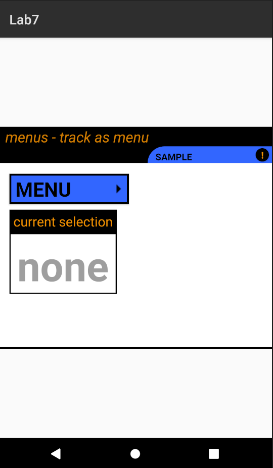 Lab7
menus - track as menu
SAMPLE !
MENU
current selection
none